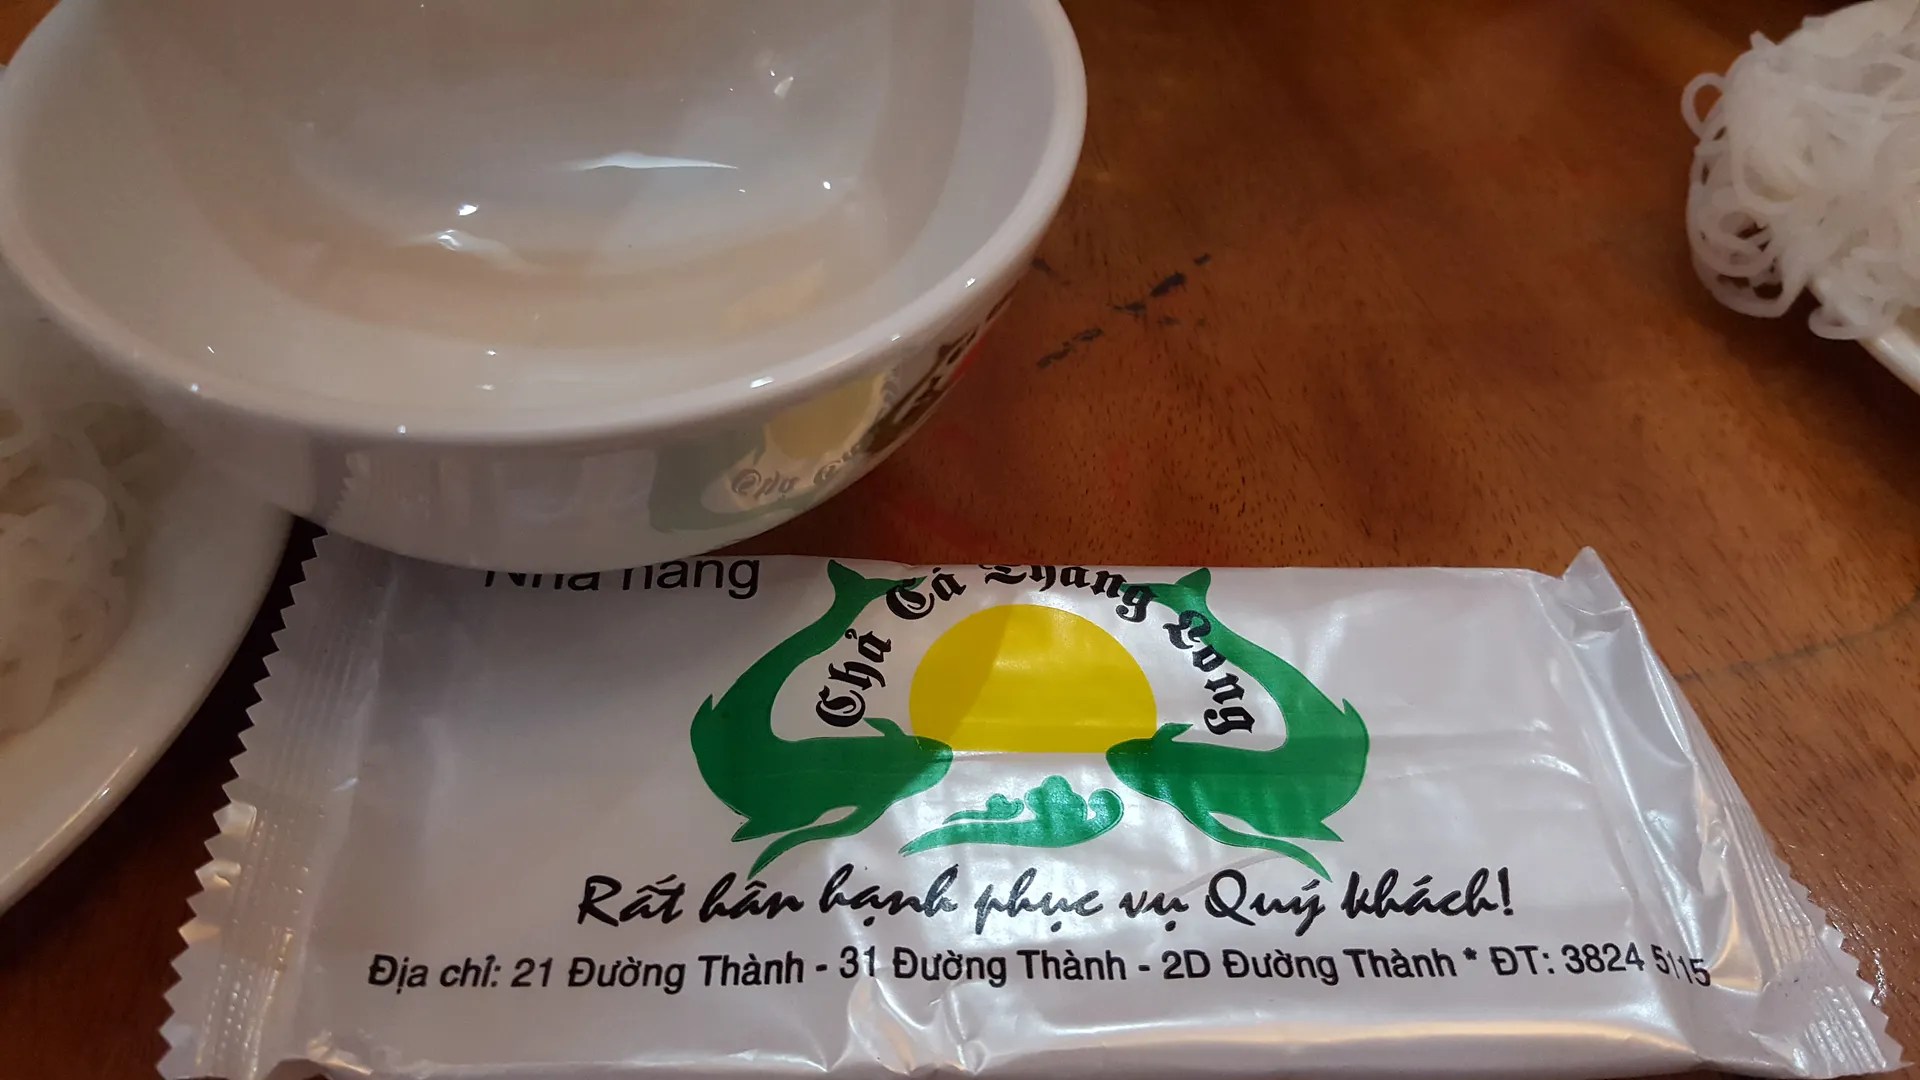 Nhà hàng
Chả Cá Thăng Long
Rất hân hạnh phục vụ Quý khách!
Địa chỉ: 21 Đường Thành - 31 Đường Thành - 2D Đường Thành * ĐT: 3824 5115